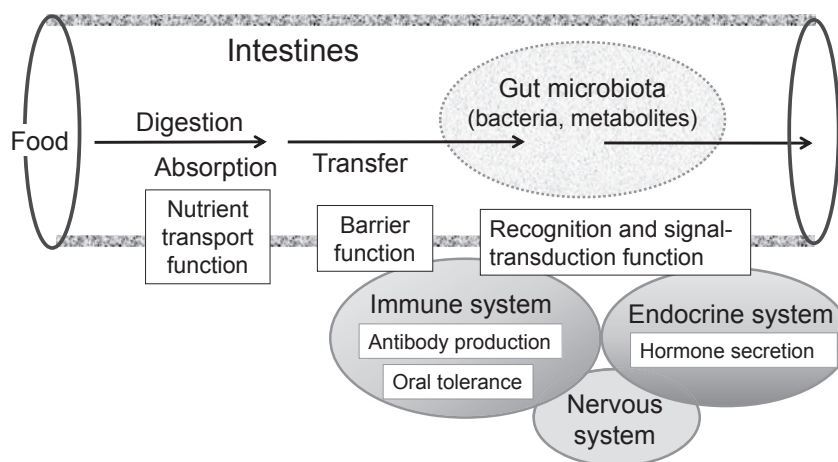 Intestines
Gut microbiota
(bacteria, metabolites)
Food
Digestion
Absorption
Transfer
Nutrient
transport
function
Barrier
function
Recognition and signal-
transduction function
Immune system
Antibody production
Oral tolerance
Endocrine system
Hormone secretion
Nervous
system